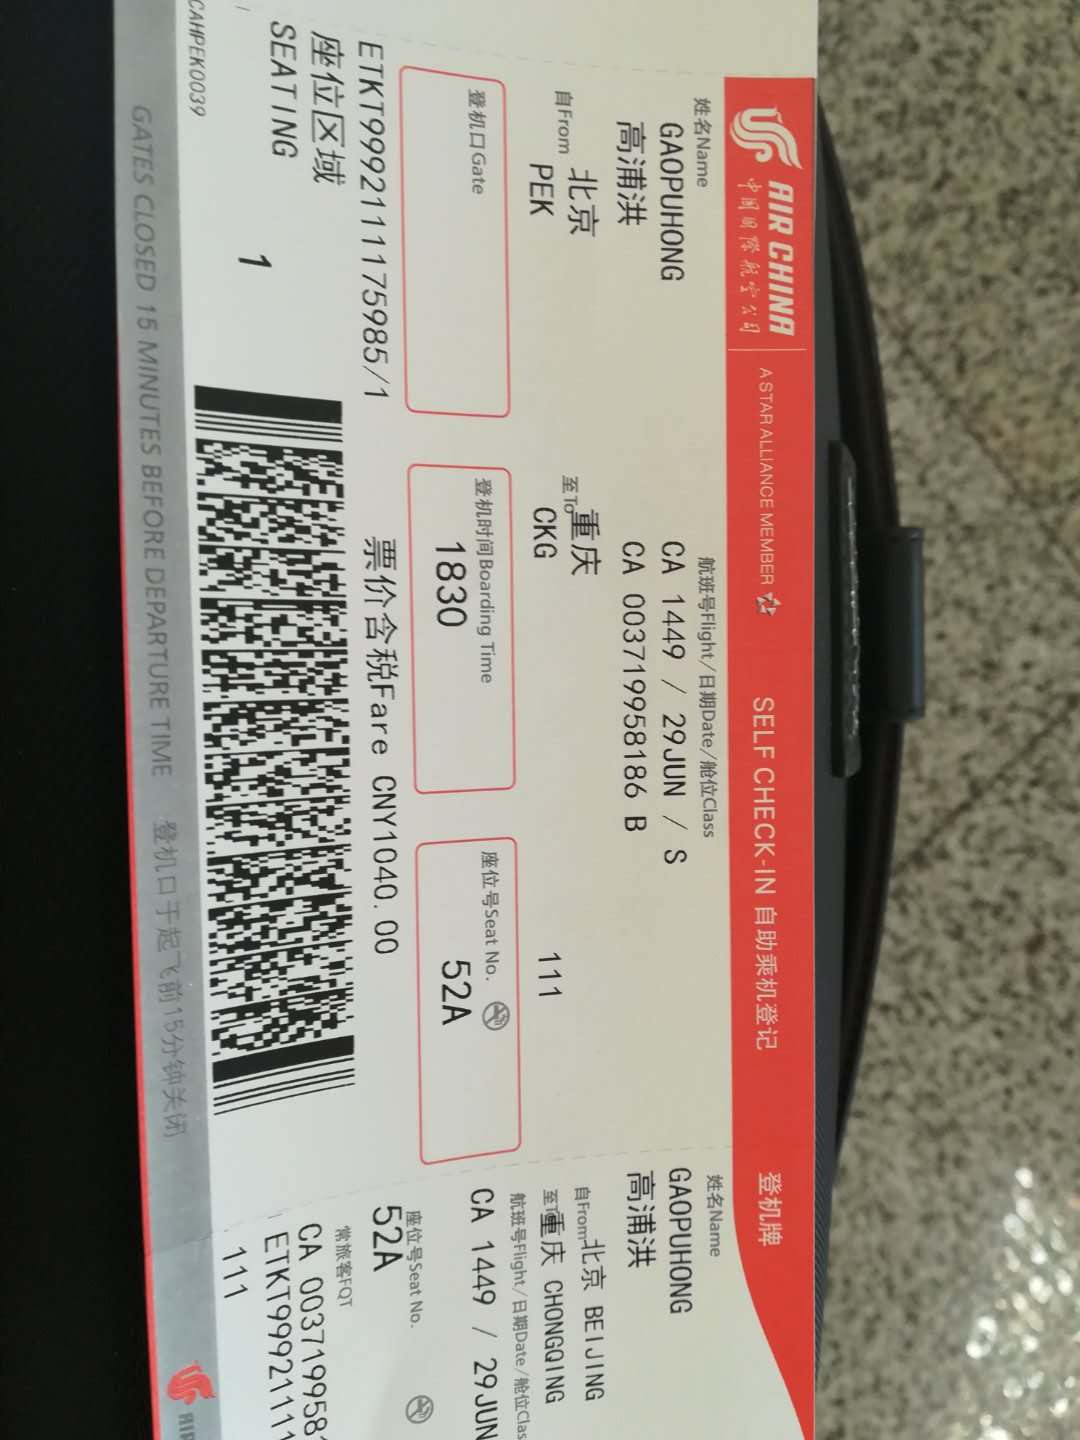 AIR CHINA
中国国際航空公司
A STAR ALLIANCE MEMBER
SELF CHECK-IN 自助乘机登记
登机牌
姓名Name
GAOPUHONG
高浦洪
航班号Flight/日期Date/舱位Class
CA 1449 / 29JUN / S
CA 003719958186 B
自From 北京
PEK
至To 重庆
CKG
111
登机口Gate
登机时间Boarding Time
1830
座位号Seat No.
52A
ETKT9992111175985/1
票价含税Fare CNY1040.00
座位区域
SEATING
1
CAHPEK0039
GATES CLOSED 15 MINUTES BEFORE DEPARTURE TIME 登机口于起飞前15分钟关闭
姓名Name
GAOPUHONG
高浦洪
自From 北京 BEIJING
至To 重庆 CHONGQING
航班号Flight/日期Date/舱位Clas
CA 1449 / 29JUN
座位号Seat No.
52A
常旅客FQT
CA 0037199581
ETKT99921111
111
AIR